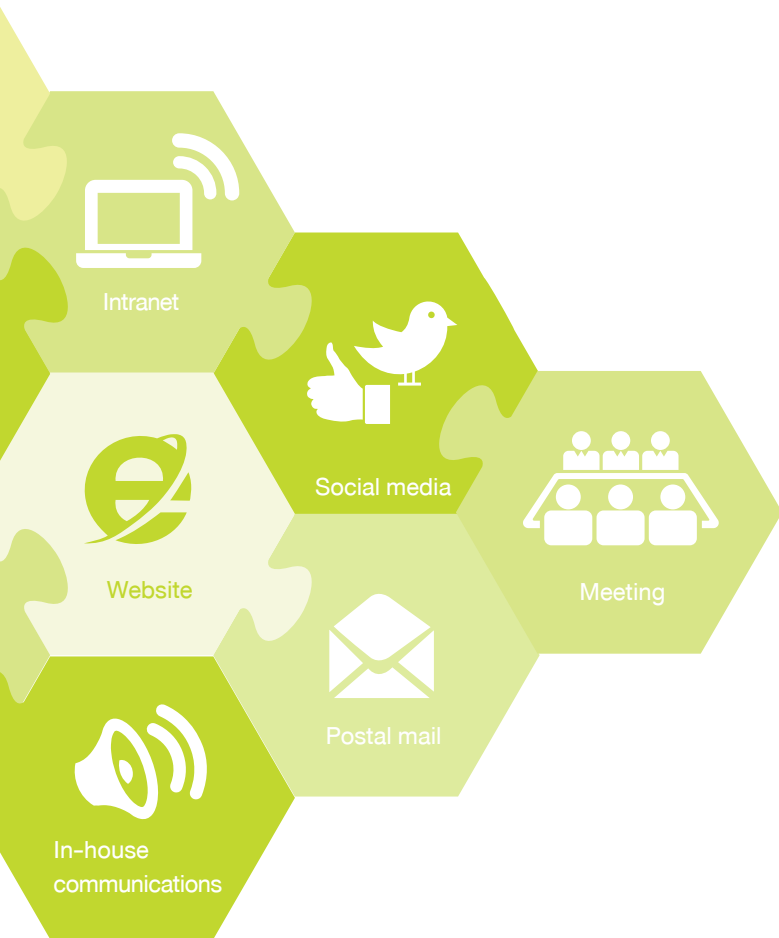 Intranet
Social media
Website
Meeting
Postal mail
In-house
communications